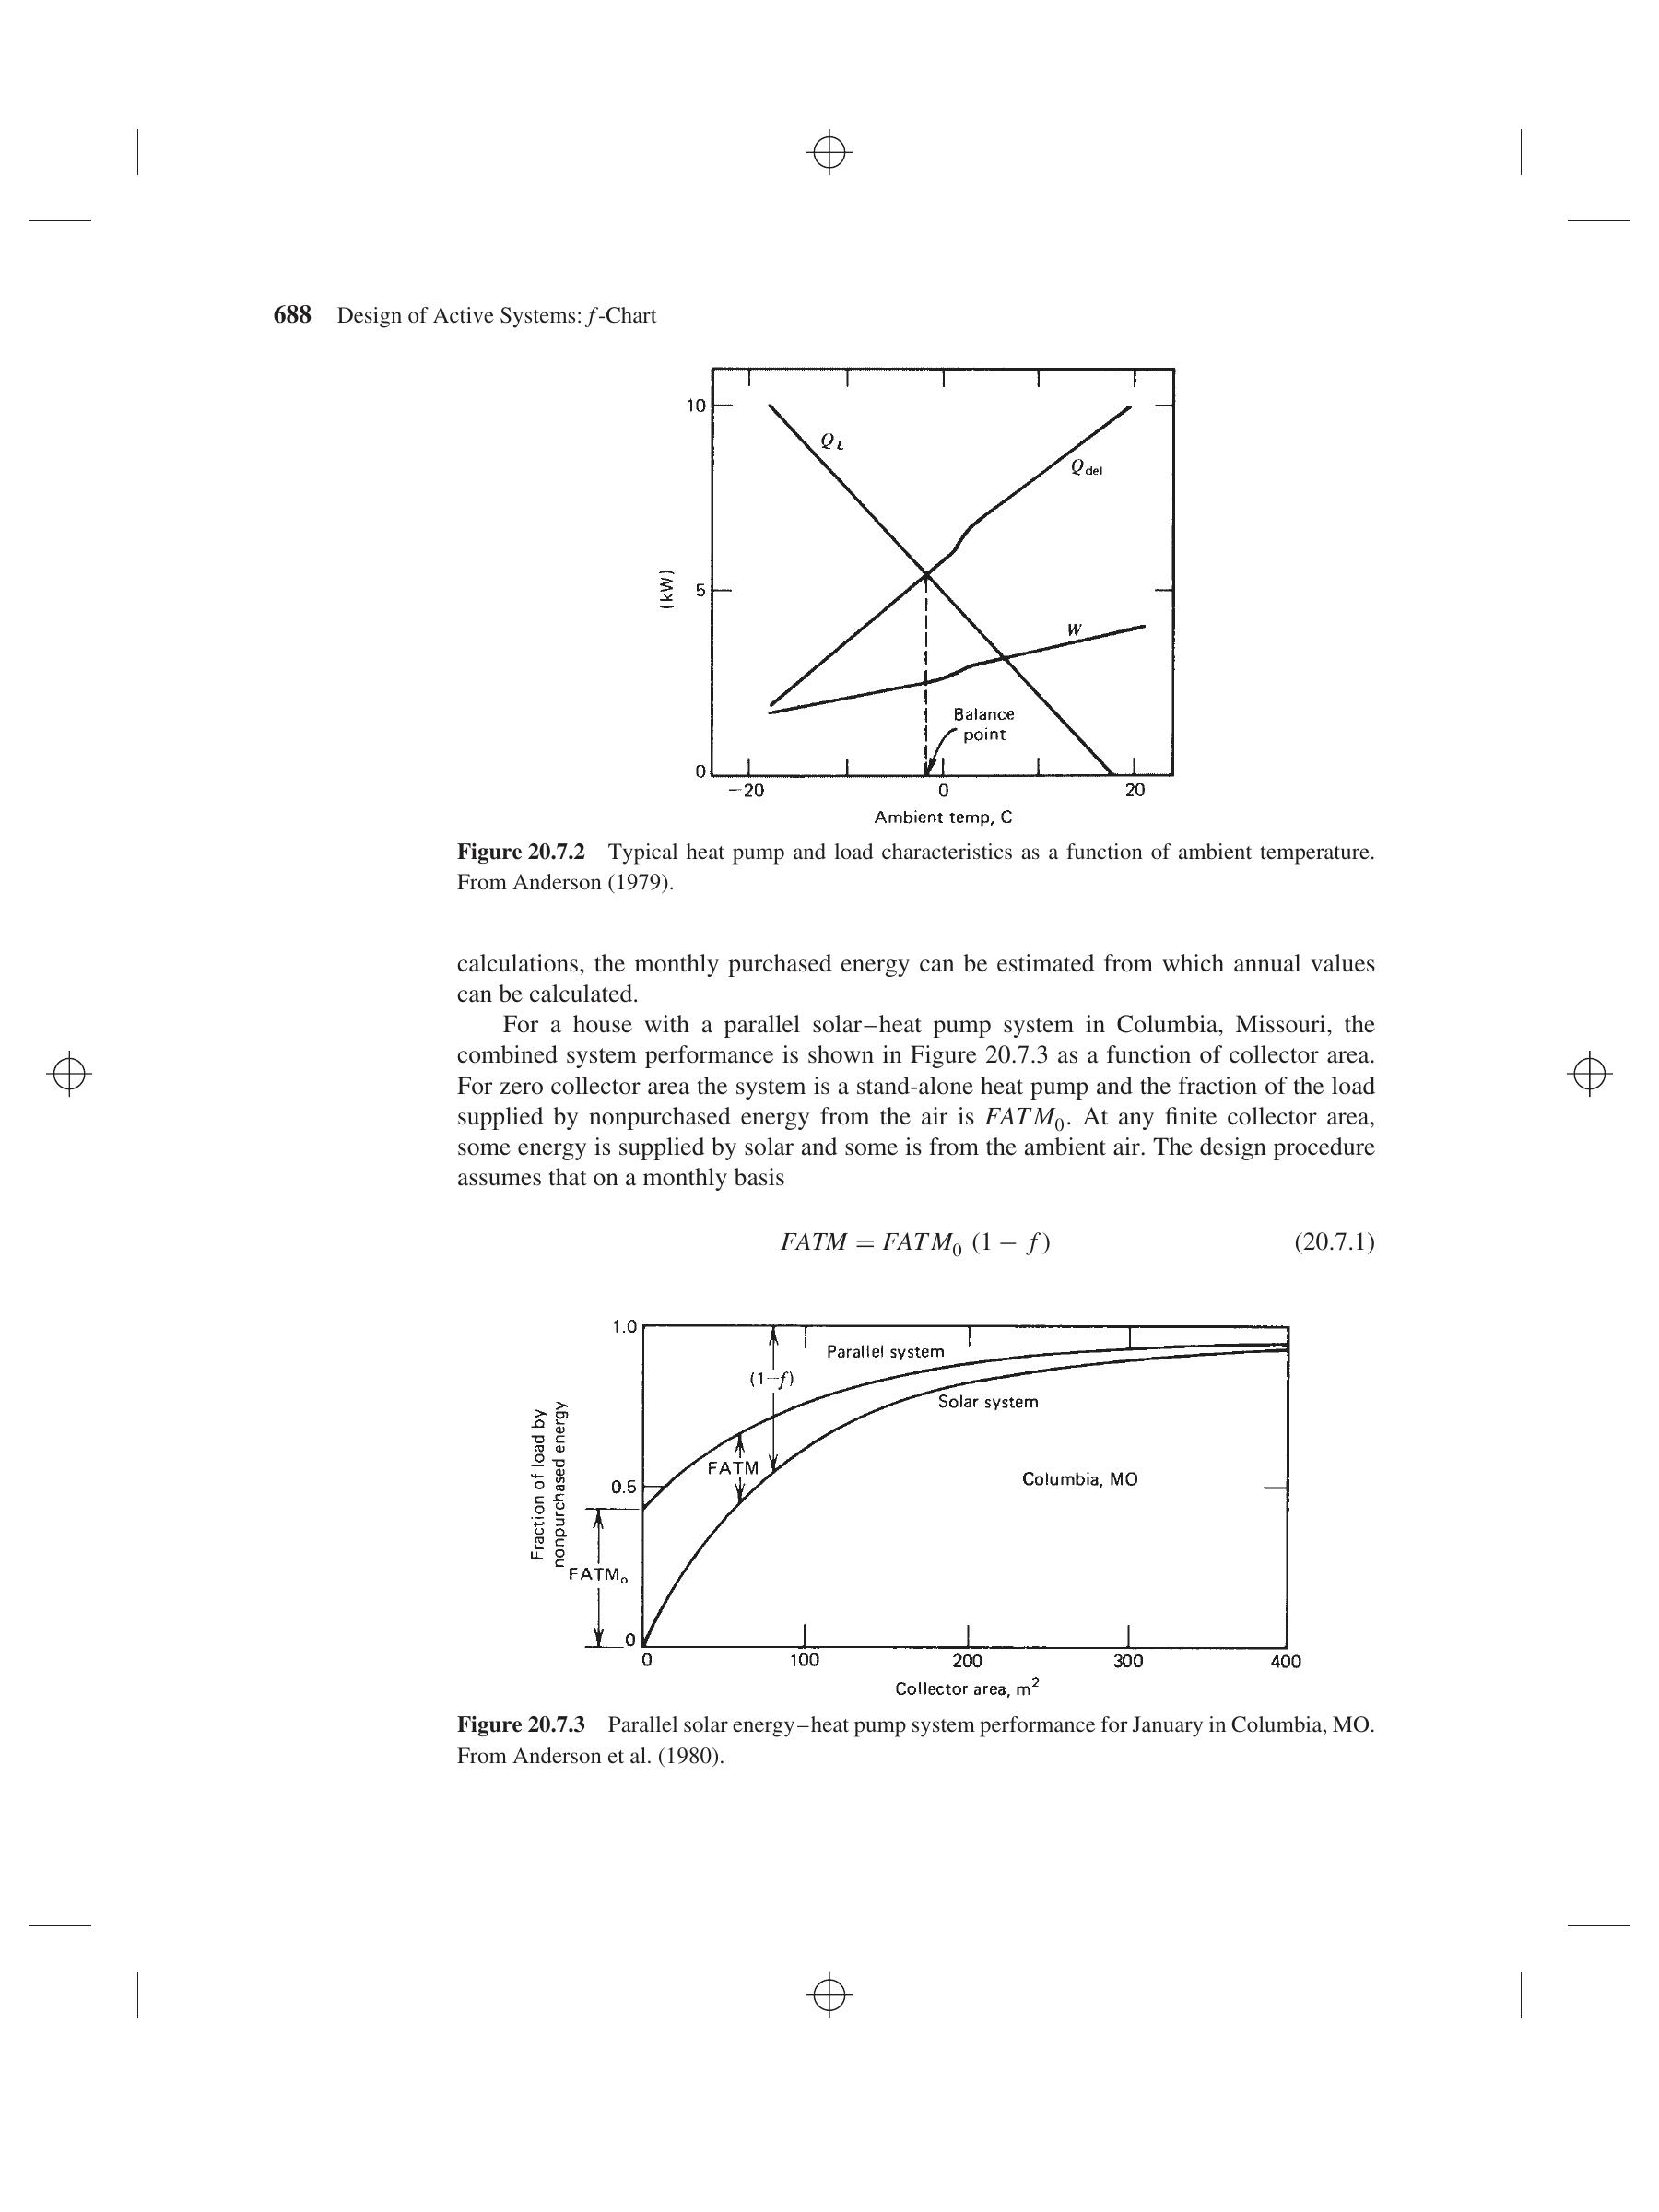 688 Design of Active Systems: f-Chart
10
Q_L
Q_del
(kW)
5
W
Balance
point
0
−20 0 20
Ambient temp, C
Figure 20.7.2 Typical heat pump and load characteristics as a function of ambient temperature.
From Anderson (1979).
calculations, the monthly purchased energy can be estimated from which annual values
can be calculated.
For a house with a parallel solar–heat pump system in Columbia, Missouri, the
combined system performance is shown in Figure 20.7.3 as a function of collector area.
For zero collector area the system is a stand-alone heat pump and the fraction of the load
supplied by nonpurchased energy from the air is FATM₀. At any finite collector area,
some energy is supplied by solar and some is from the ambient air. The design procedure
assumes that on a monthly basis
FATM = FATM₀ (1 − f) (20.7.1)
1.0
Parallel system
(1−f)
Solar system
Fraction of load by
nonpurchased energy
FATM
Columbia, MO
0.5
FATM₀
0
0 100 200 300 400
Collector area, m²
Figure 20.7.3 Parallel solar energy–heat pump system performance for January in Columbia, MO.
From Anderson et al. (1980).